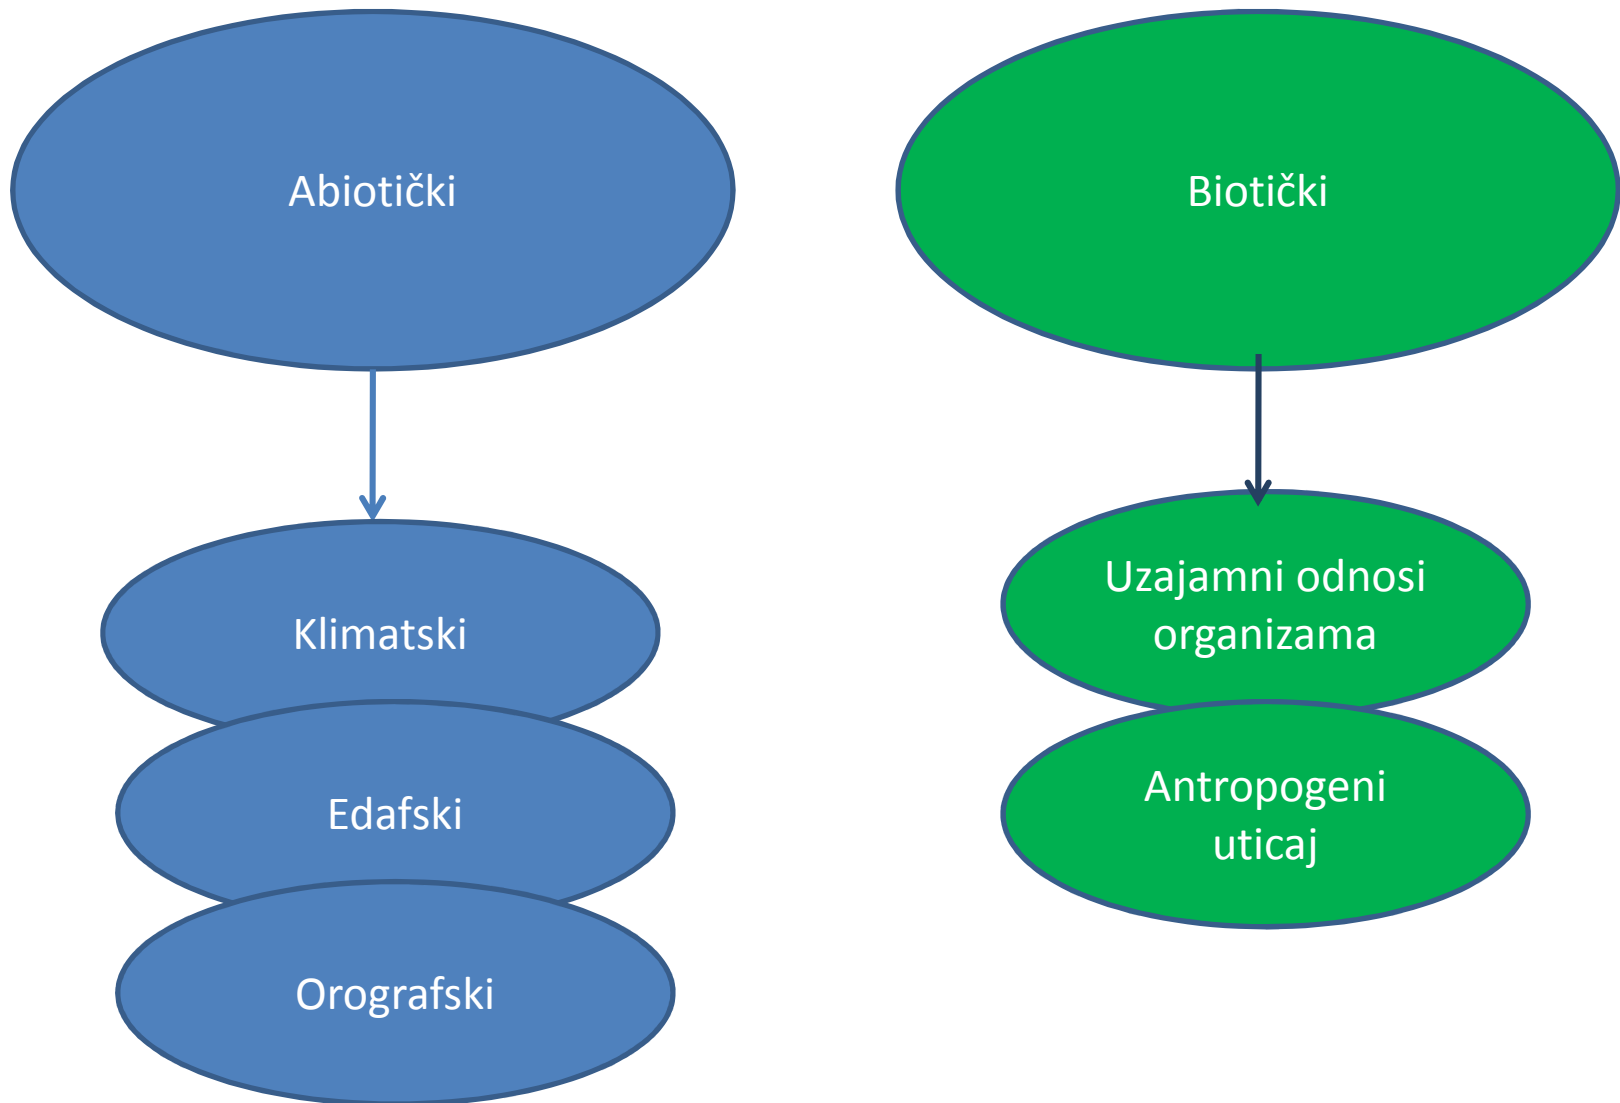 Abiotički
Biotički
Klimatski
Edafski
Orografski
Uzajamni odnosi
organizama
Antropogeni
uticaj